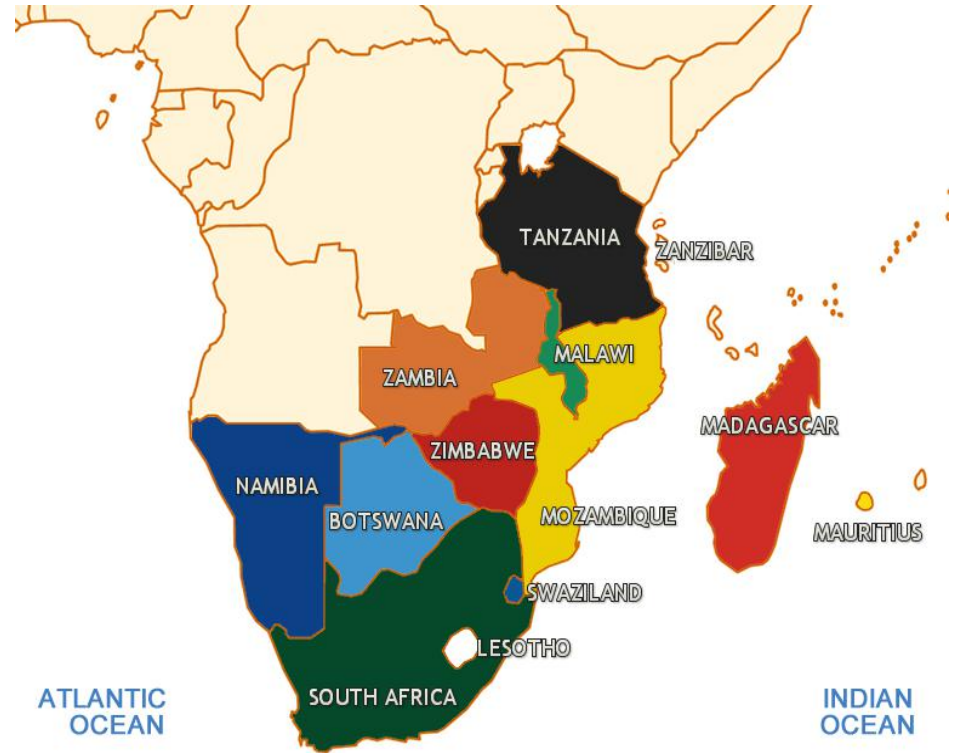 TANZANIA
ZANZIBAR
MALAWI
ZAMBIA
MADAGASCAR
ZIMBABWE
NAMIBIA
BOTSWANA
MOZAMBIQUE
MAURITIUS
SWAZILAND
LESOTHO
SOUTH AFRICA
ATLANTIC
OCEAN
INDIAN
OCEAN